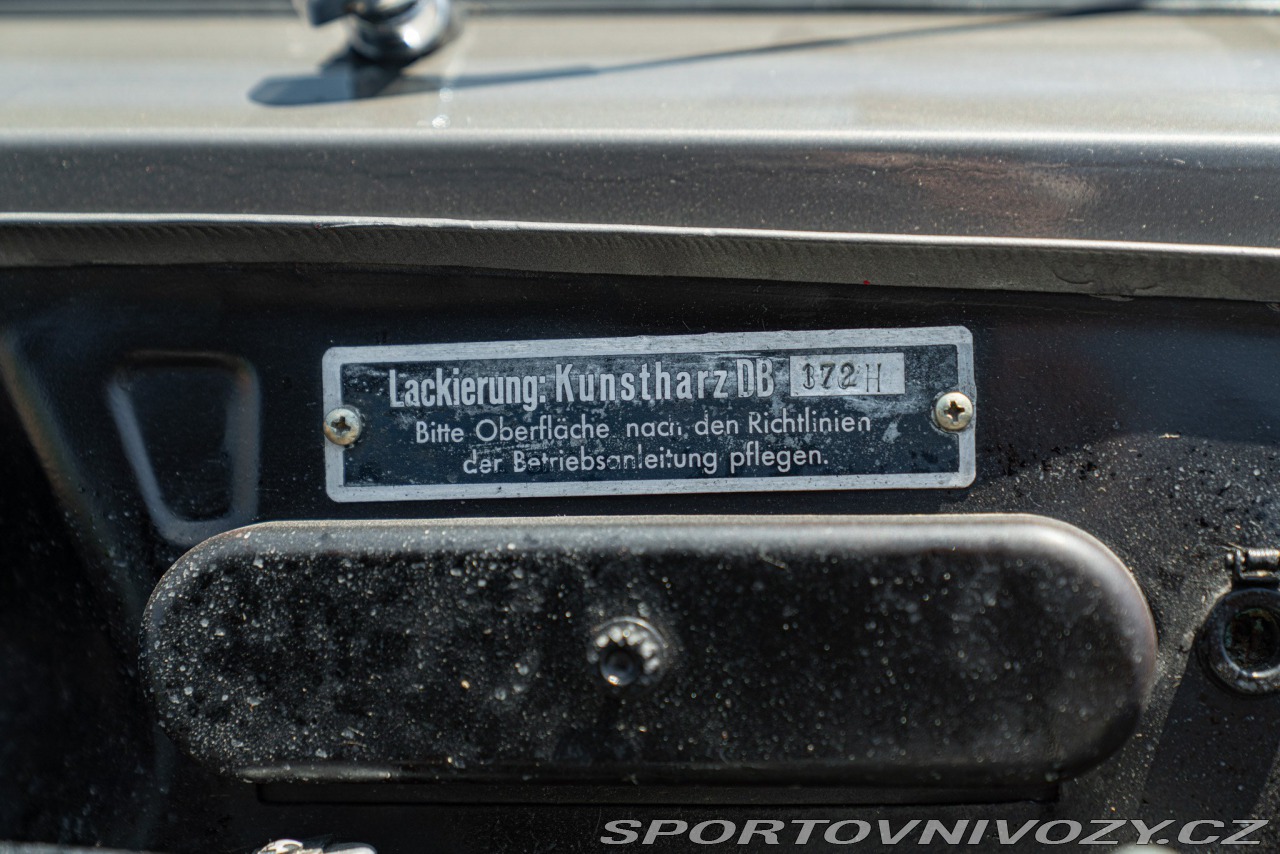 Lackierung: Kunstharz DB 172 H
Bitte Oberfläche nach den Richtlinien
der Betriebsanleitung pflegen.
SPORTOVNIVOZY.CZ